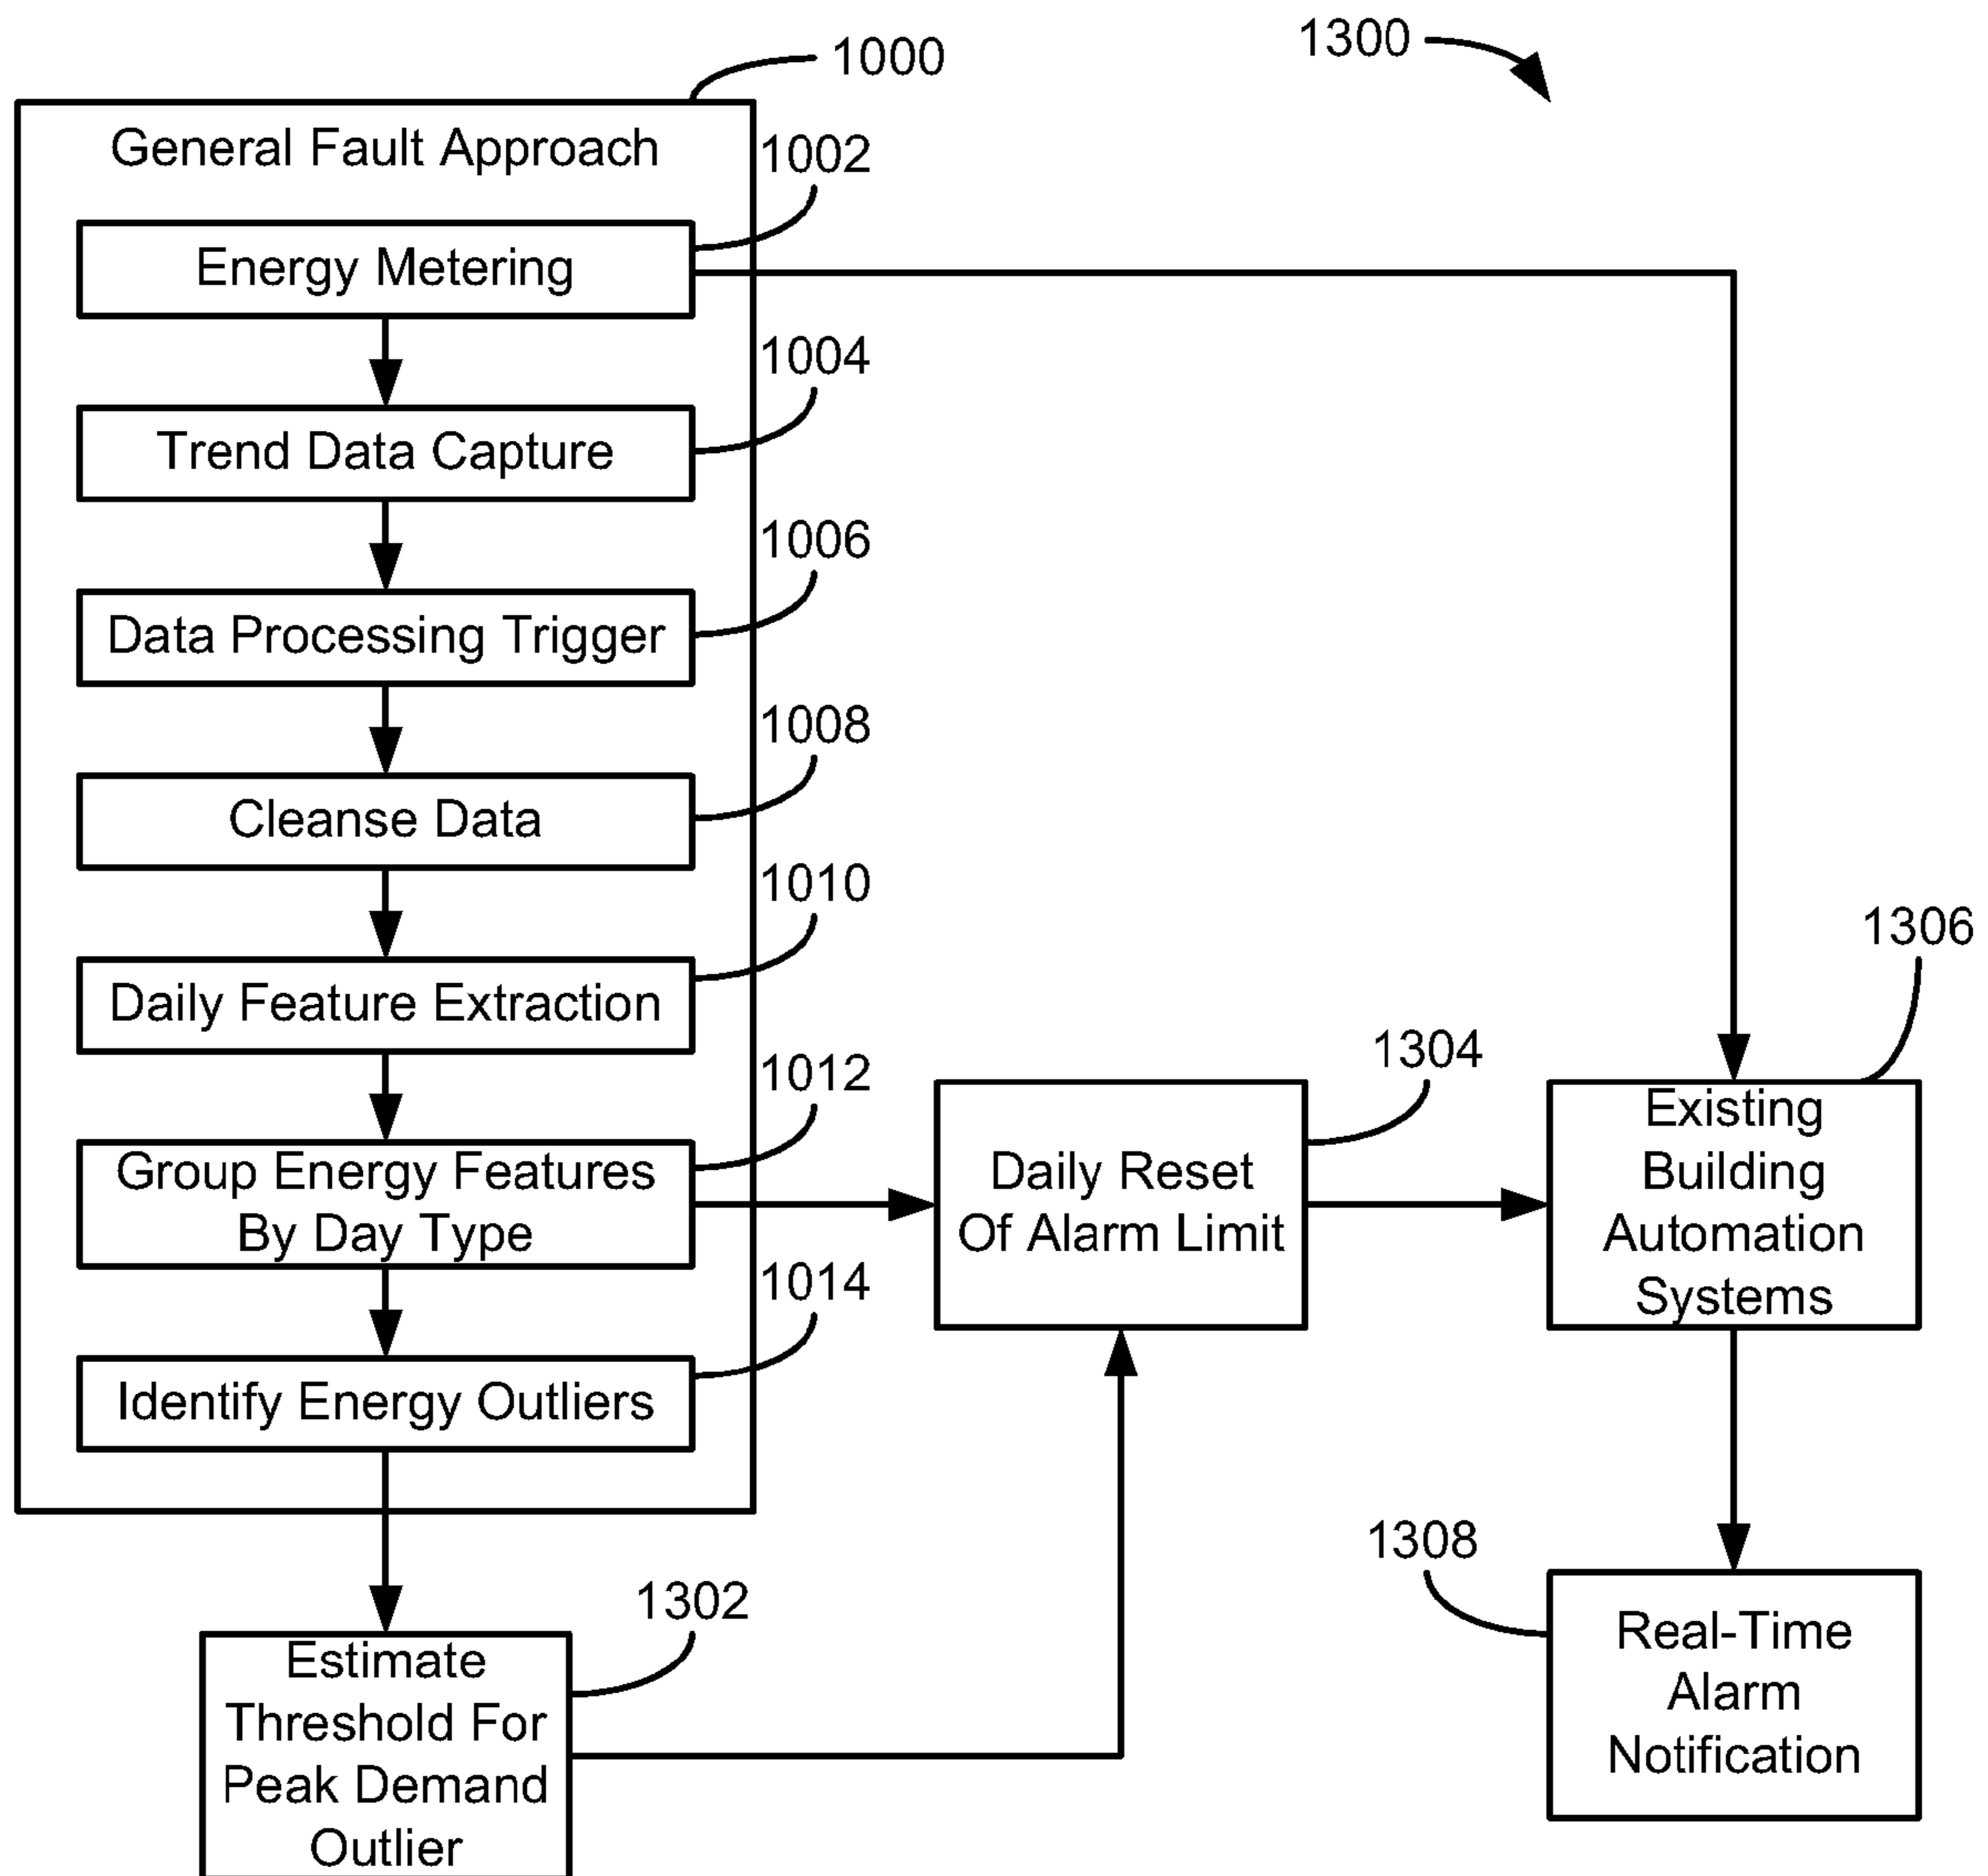 1000
1300
General Fault Approach
1002
Energy Metering
1004
Trend Data Capture
1006
Data Processing Trigger
1008
Cleanse Data
1010
Daily Feature Extraction
1012
Group Energy Features
By Day Type
1014
Identify Energy Outliers
1302
Estimate
Threshold For
Peak Demand
Outlier
1304
Daily Reset
Of Alarm Limit
1306
Existing
Building
Automation
Systems
1308
Real-Time
Alarm
Notification